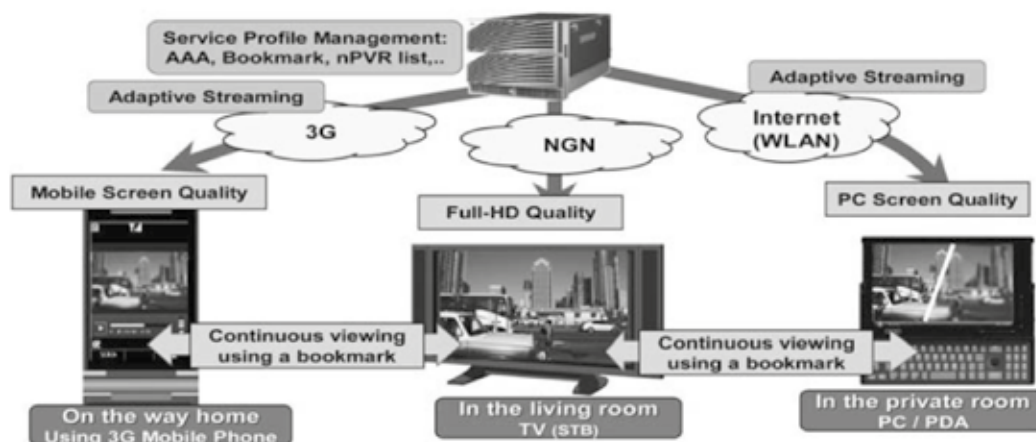 Service Profile Management:
AAA, Bookmark, nPVR list,..
Adaptive Streaming
Adaptive Streaming
3G
NGN
Internet
(WLAN)
Mobile Screen Quality
Full-HD Quality
PC Screen Quality
Continuous viewing
using a bookmark
Continuous viewing
using a bookmark
On the way home
Using 3G Mobile Phone
In the living room
TV (STB)
In the private room
PC / PDA